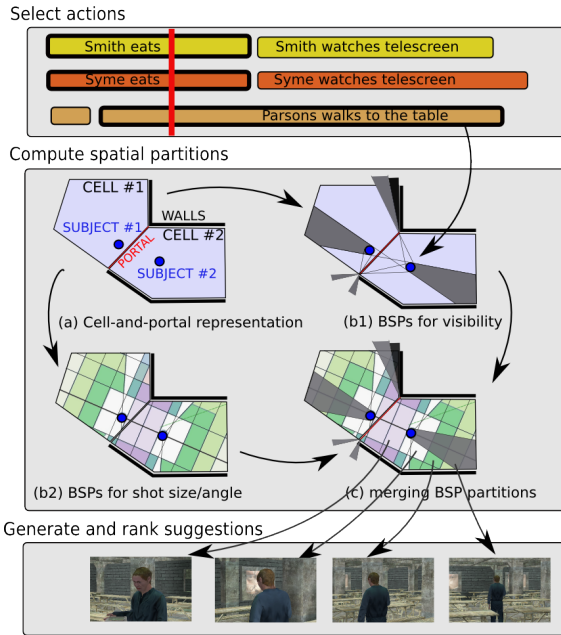 Select actions
Smith eats
Smith watches telescreen
Syme eats
Syme watches telescreen
Parsons walks to the table
Compute spatial partitions
CELL #1
WALLS
SUBJECT #1
CELL #2
PORTAL
SUBJECT #2
(a) Cell-and-portal representation
(b1) BSPs for visibility
(b2) BSPs for shot size/angle
(c) merging BSP partitions
Generate and rank suggestions